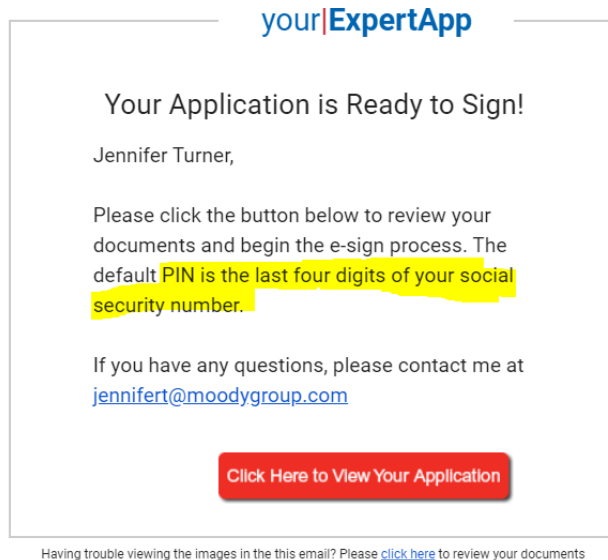 your|ExpertApp
Your Application is Ready to Sign!
Jennifer Turner,
Please click the button below to review your
documents and begin the e-sign process. The
default PIN is the last four digits of your social
security number.
If you have any questions, please contact me at
jennifert@moodygroup.com
Click Here to View Your Application
Having trouble viewing the images in the this email? Please click here to review your documents